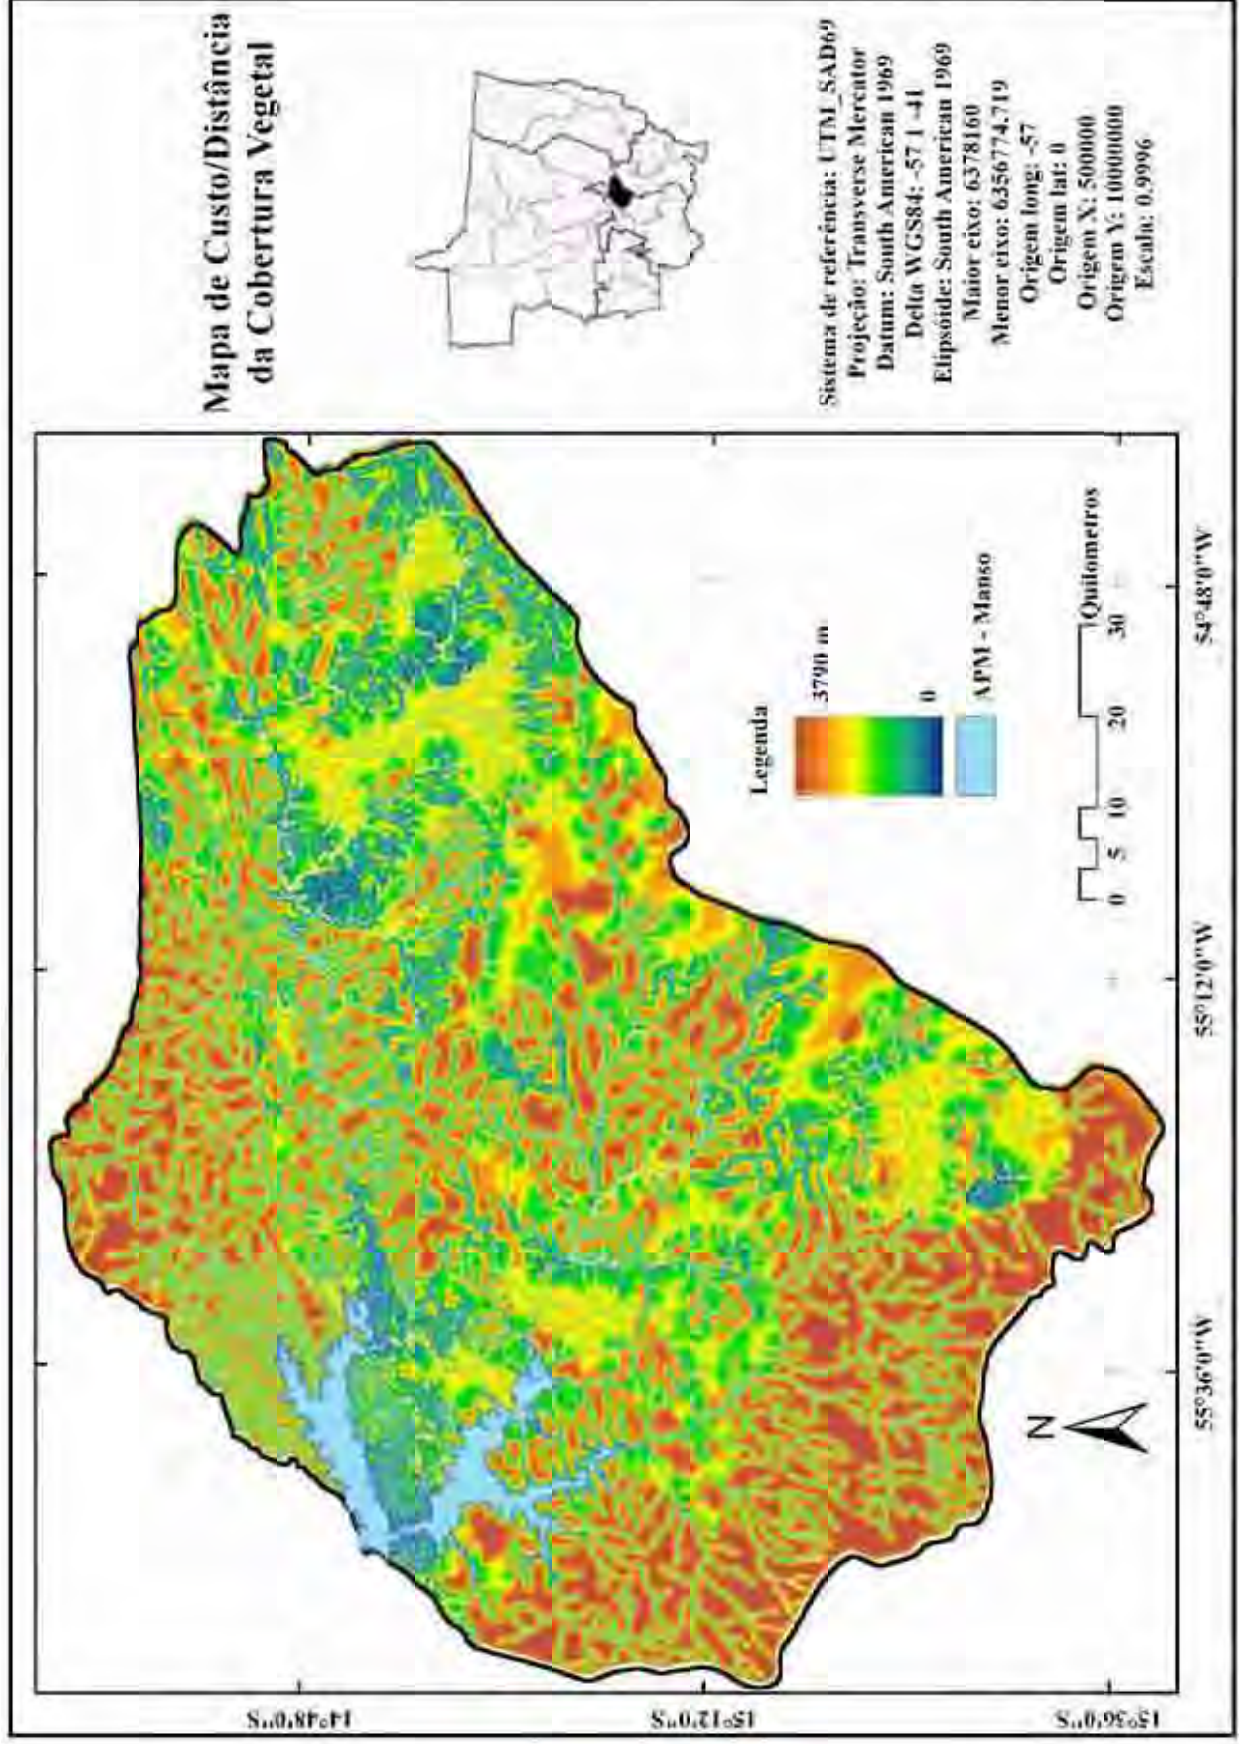 Mapa de Custo/Distância
da Cobertura Vegetal
Sistema de referência: UTM_SAD69
Projeção: Transverse Mercator
Datum: South American 1969
Delta WGS84: -57 1 -41
Elipsóide: South American 1969
Maior eixo: 6378160
Menor eixo: 6356774.719
Origem long: -57
Origem lat: 0
Origem X: 500000
Origem Y: 10000000
Escala: 0.9996
Legenda
3790 m
0
APM - Manso
Quilometros
0 5 10 20 30
N
14°48'0"S
15°12'0"S
15°36'0"S
55°36'0"W
55°12'0"W
54°48'0"W